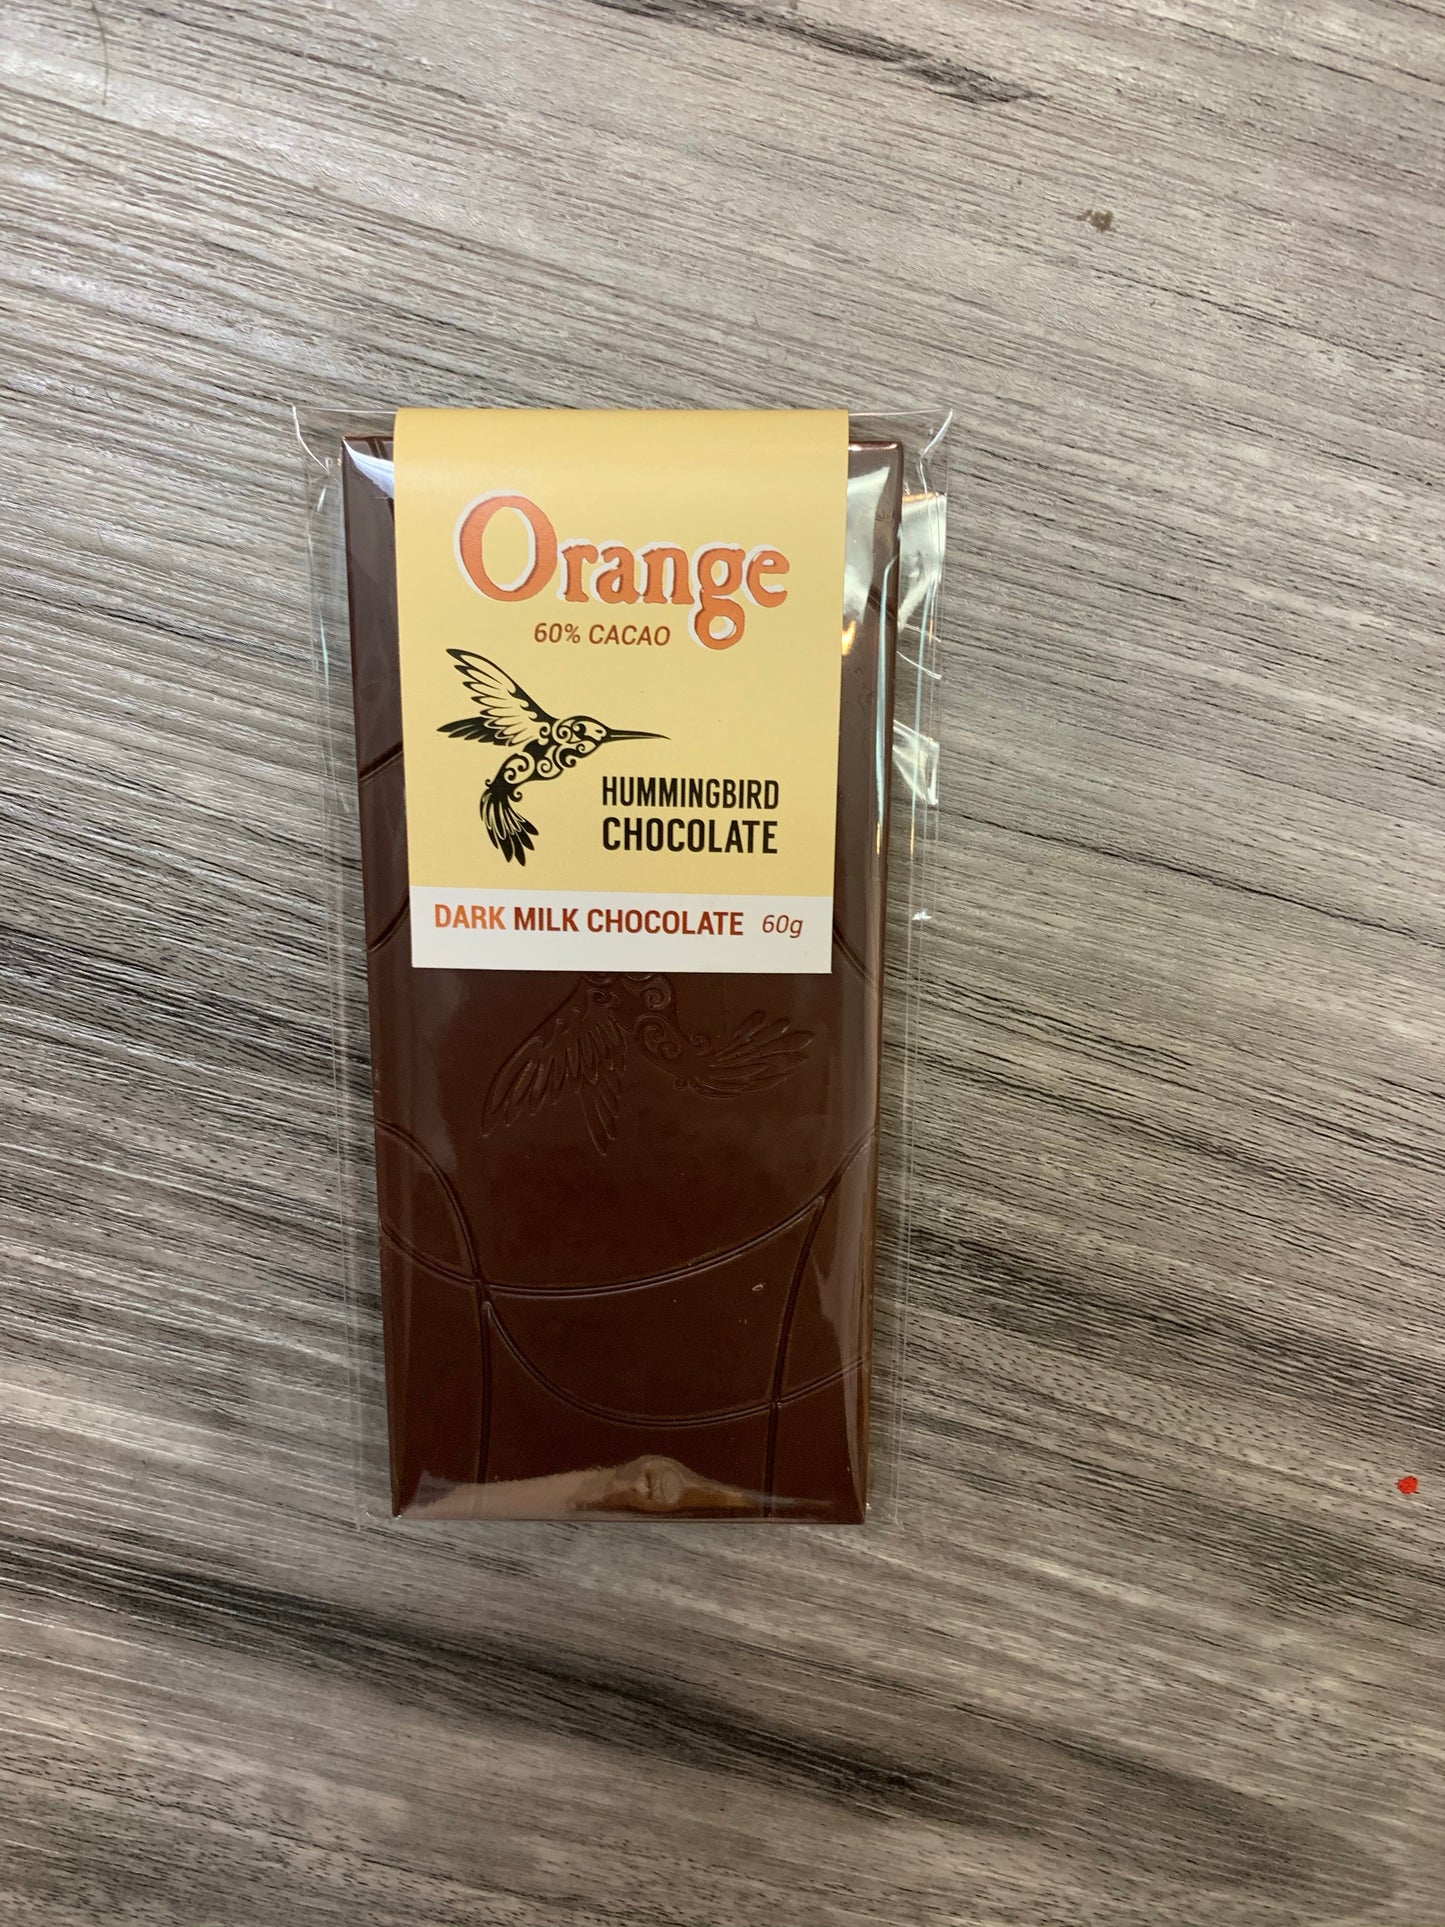 Orange
60% CACAO
HUMMINGBIRD
CHOCOLATE
DARK MILK CHOCOLATE 60g